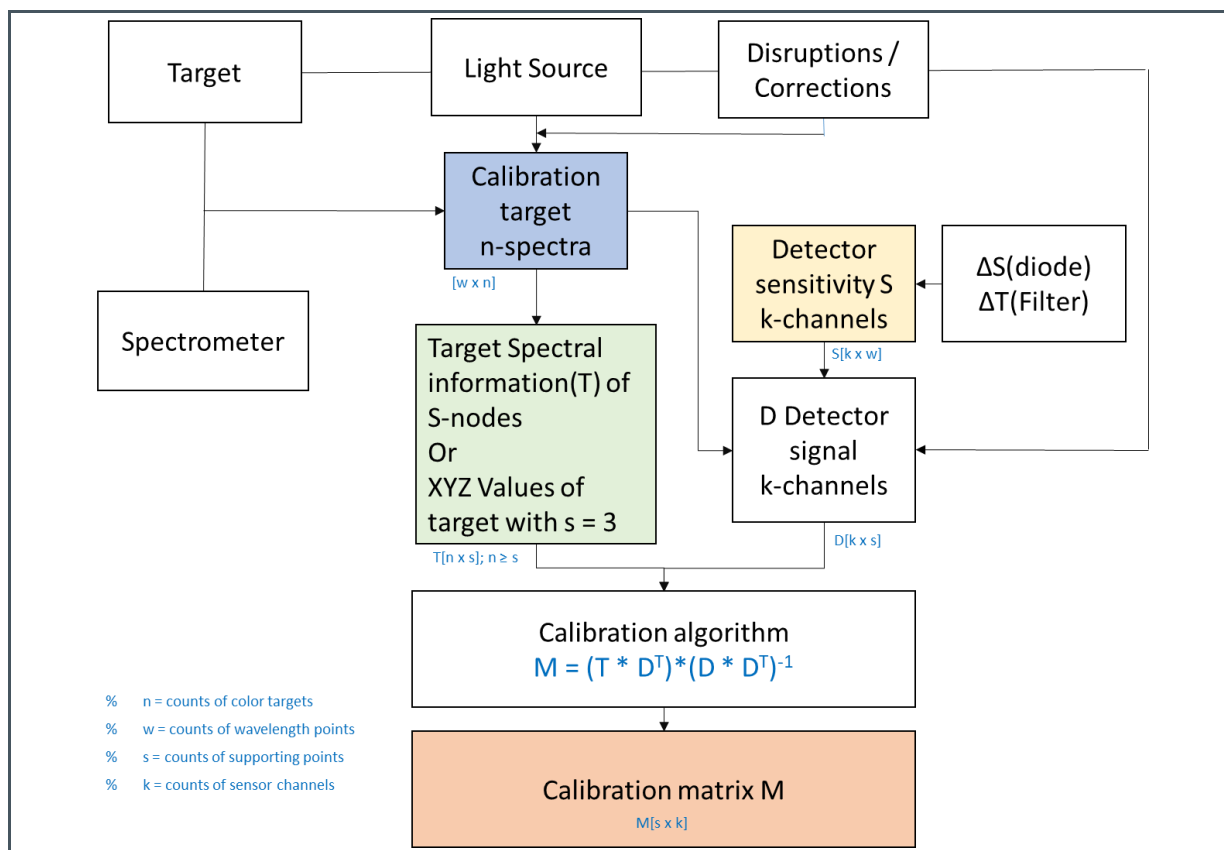 Target
Light Source
Disruptions /
Corrections
Calibration
target
n-spectra
[w x n]
Detector
sensitivity S
k-channels
S[k x w]
ΔS(diode)
ΔT(Filter)
Spectrometer
Target Spectral
information(T) of
S-nodes
Or
XYZ Values of
target with s = 3
T[n x s]; n ≥ s
D Detector
signal
k-channels
D[k x s]
Calibration algorithm
M = (T * Dᵀ)*(D * Dᵀ)⁻¹
% n = counts of color targets
% w = counts of wavelength points
% s = counts of supporting points
% k = counts of sensor channels
Calibration matrix M
M[s x k]